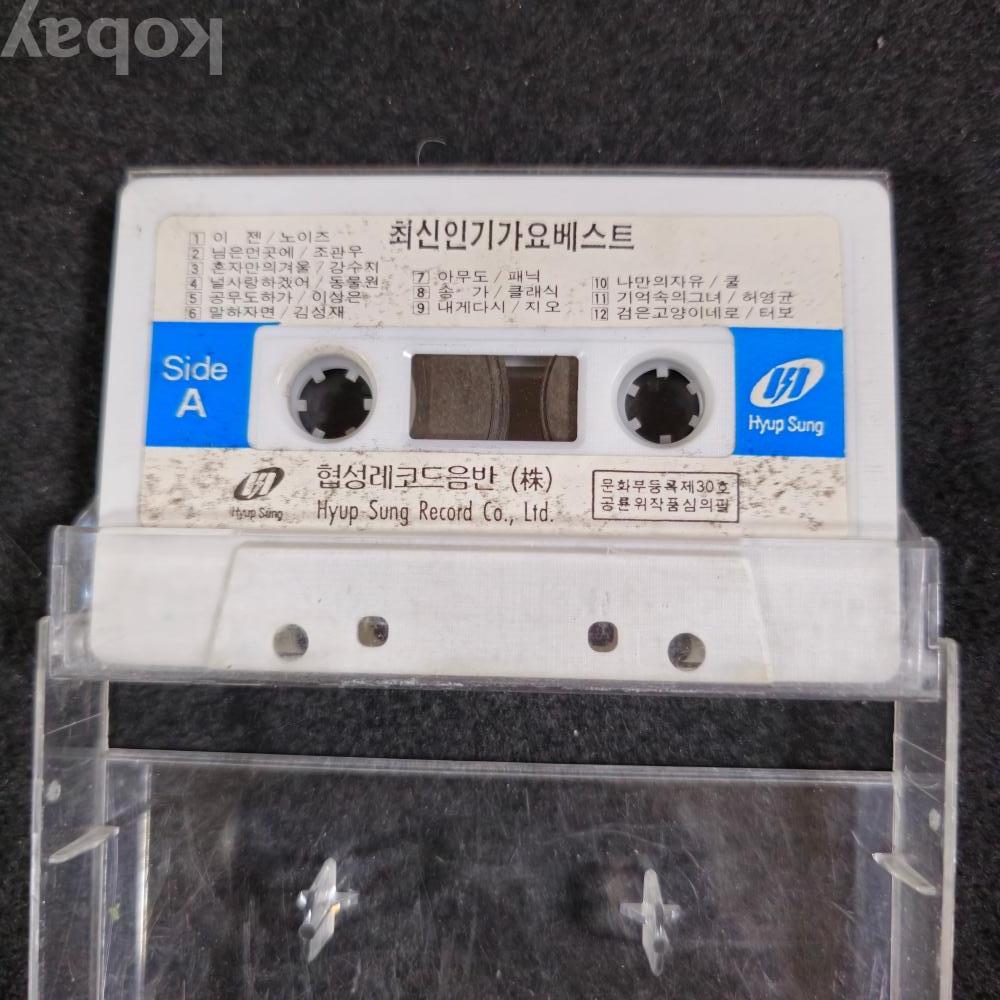 kobay
최신인기가요베스트
1 이 젠/노이즈
2 님은먼곳에/조관우
3 혼자만의겨울/강수지
4 널사랑하겠어/동물원
5 공무도하가/이상은
6 말하자면/김성재
7 아무도/패닉
8 송 가/클래식
9 내게다시/지오
10 나만의자유/쿨
11 기억속의그녀/허영균
12 검은고양이네로/터보
Side
A
Hyup Sung
Hyup Sung
협성레코드음반 (株)
Hyup Sung Record Co., Ltd.
문화부등록제30호
공륜위작품심의필